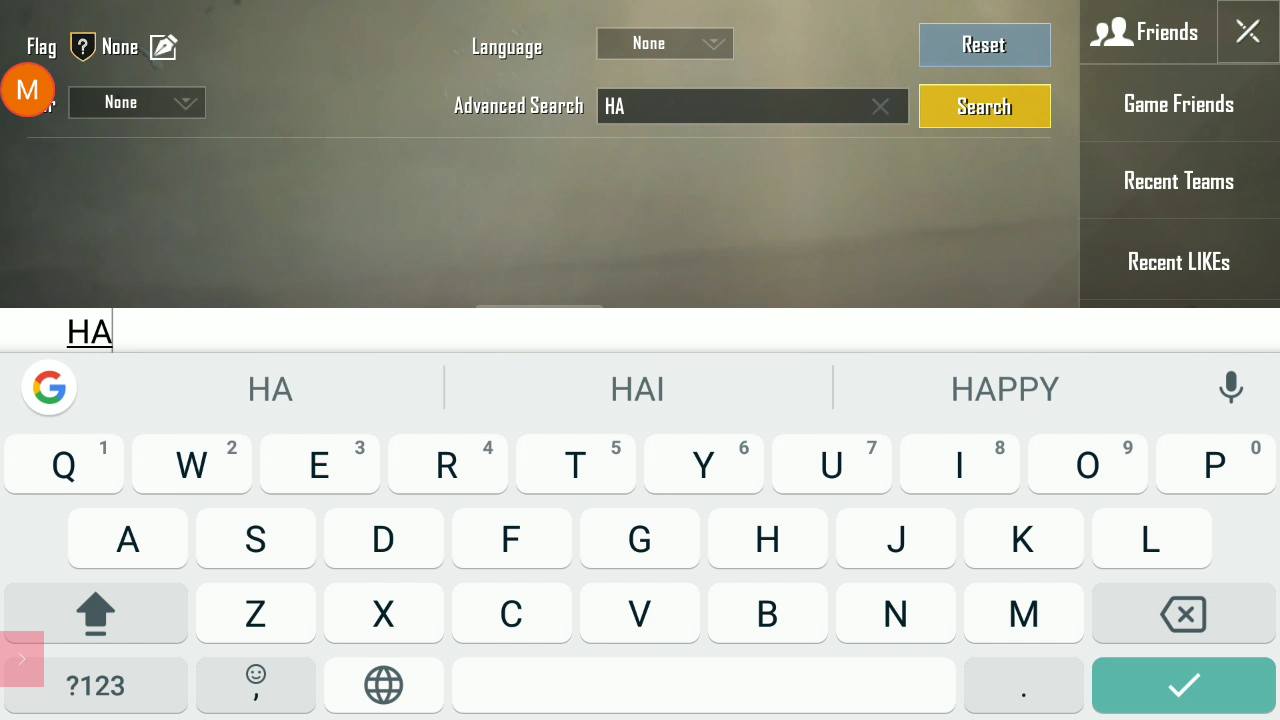 Flag ? None
Language None
Reset
Friends
M
None
Advanced Search HA
Search
Game Friends
Recent Teams
Recent LIKEs
HA
G HA HAI HAPPY
Q 1 W 2 E 3 R 4 T 5 Y 6 U 7 I 8 O 9 P 0
A S D F G H J K L
Z X C V B N M
?123 , .